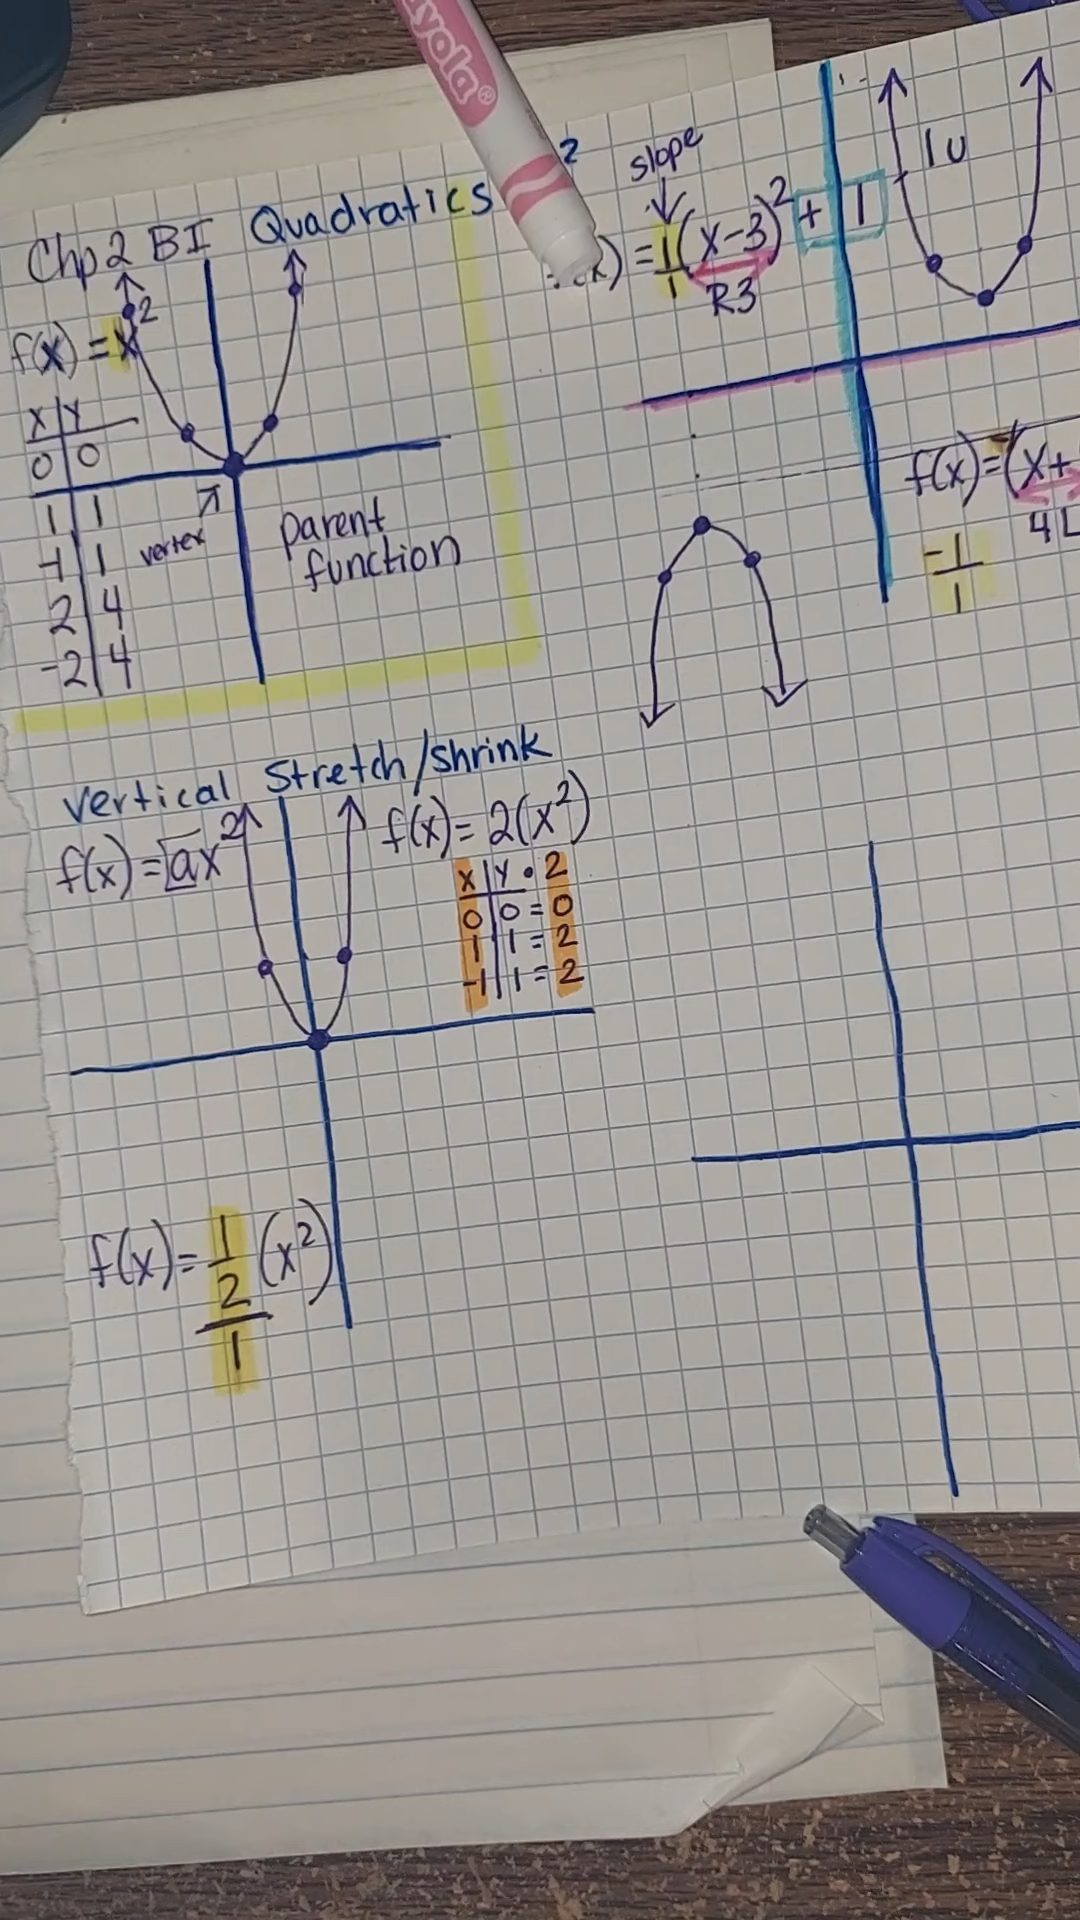 Chp 2 BI Quadratics
f(x) = x²
x | y
0 | 0
1 | 1
-1 | 1
2 | 4
-2 | 4
vertex
parent
function
Vertical Stretch/shrink
f(x) = ax²
f(x) = 2(x²)
x | y • 2
0 | 0 = 0
1 | 1 = 2
-1 | 1 = 2
f(x) = 1/2 (x²)
1
yola®
2
slope
(x) = 1/1 (x-3)² + 1
R3
1U
f(x) = -(x+
4L
-1/1